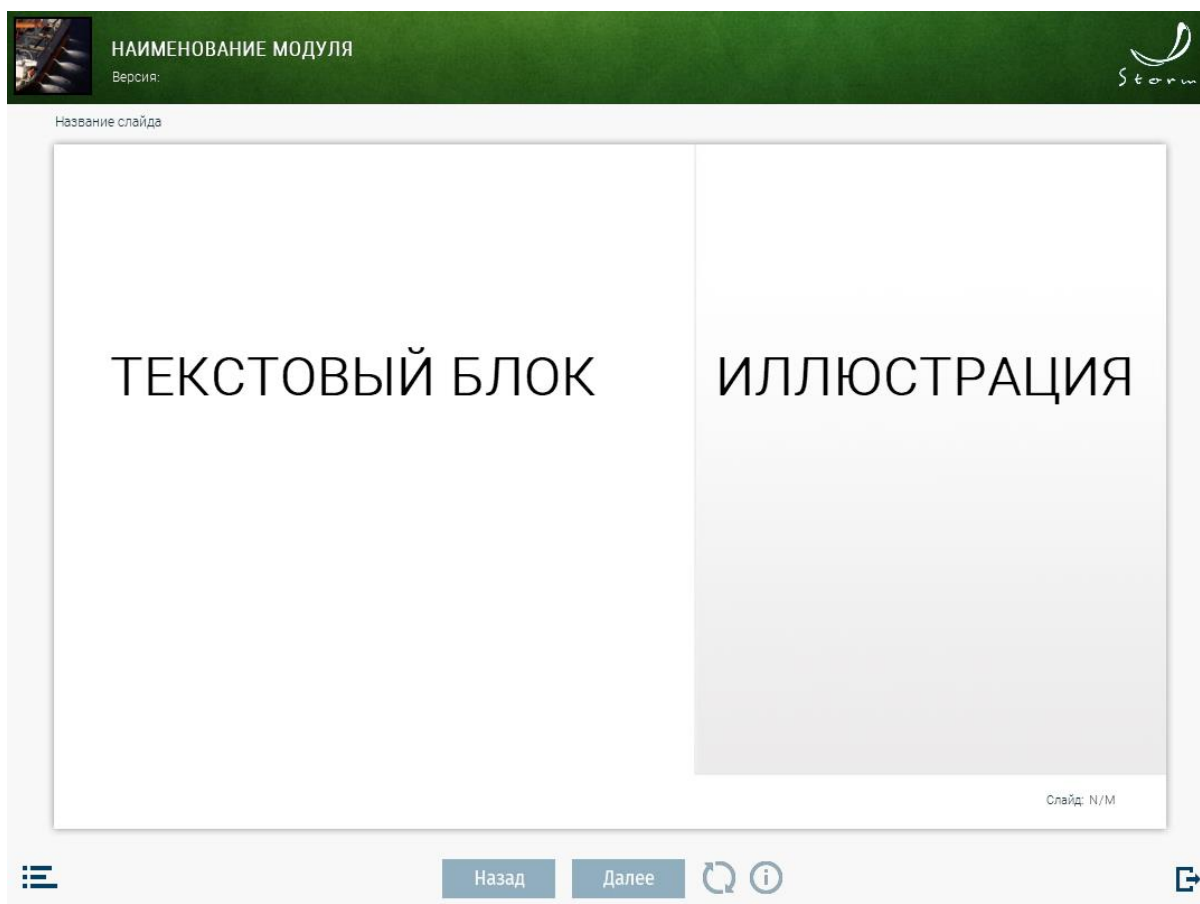 НАИМЕНОВАНИЕ МОДУЛЯ
Версия:
Storm
Название слайда
ТЕКСТОВЫЙ БЛОК
ИЛЛЮСТРАЦИЯ
Слайд: N/M
Назад
Далее